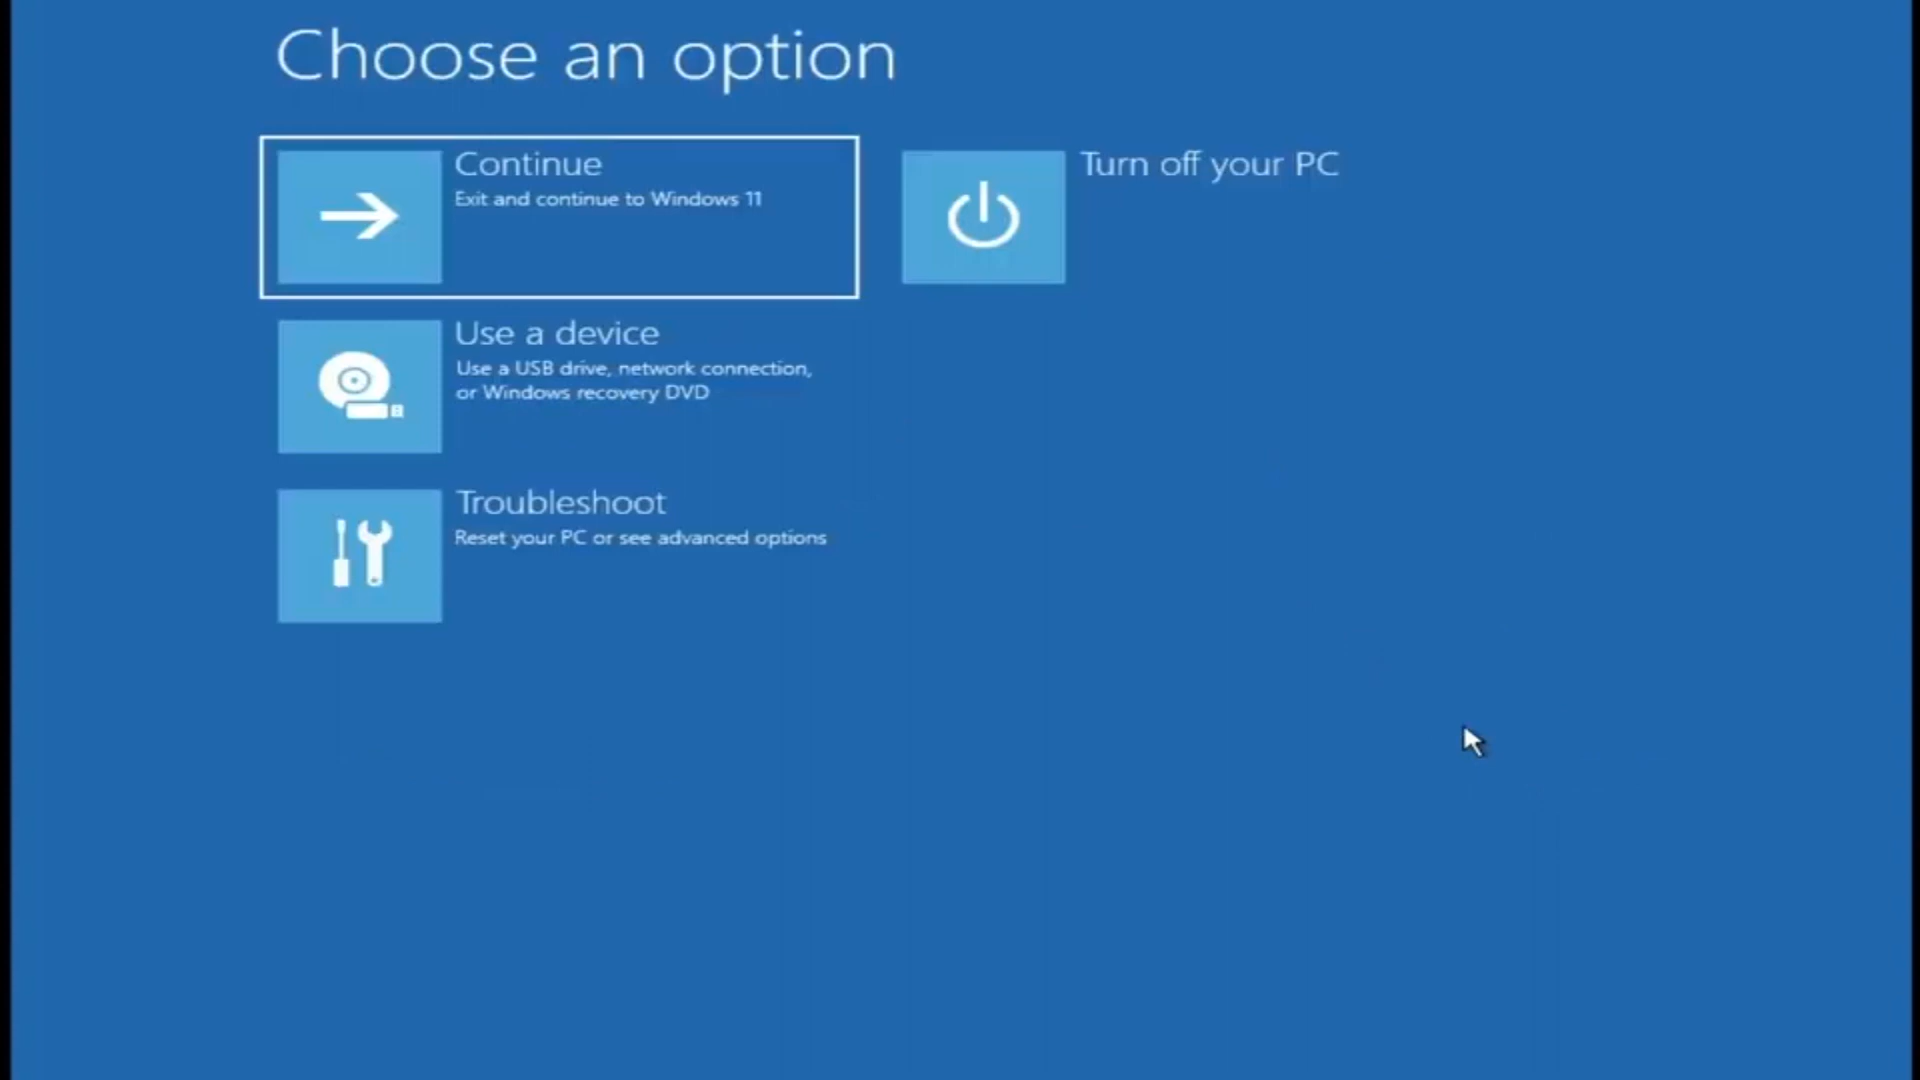 Choose an option
Continue
Exit and continue to Windows 11
Turn off your PC
Use a device
Use a USB drive, network connection,
or Windows recovery DVD
Troubleshoot
Reset your PC or see advanced options